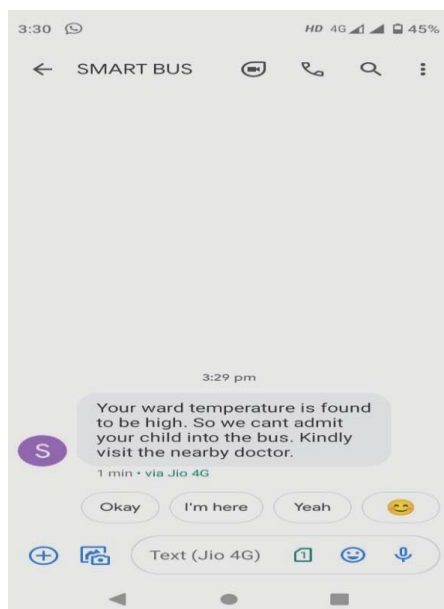 3:30 HD 4G 45%
SMART BUS
3:29 pm
Your ward temperature is found
to be high. So we cant admit
your child into the bus. Kindly
visit the nearby doctor.
S
1 min • via Jio 4G
Okay I'm here Yeah
Text (Jio 4G) 1